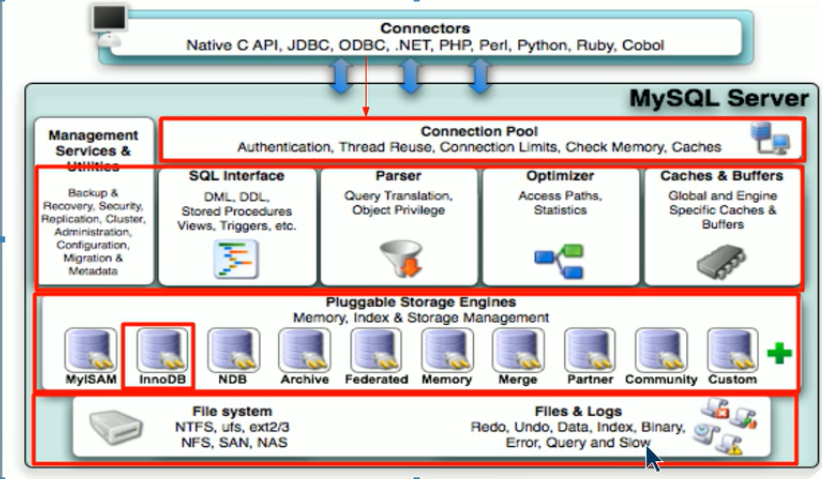 Connectors
Native C API, JDBC, ODBC, .NET, PHP, Perl, Python, Ruby, Cobol
MySQL Server
Management
Services &
Utilities
Backup &
Recovery, Security,
Replication, Cluster,
Administration,
Configuration,
Migration &
Metadata
Connection Pool
Authentication, Thread Reuse, Connection Limits, Check Memory, Caches
SQL Interface
DML, DDL,
Stored Procedures
Views, Triggers, etc.
Parser
Query Translation,
Object Privilege
Optimizer
Access Paths,
Statistics
Caches & Buffers
Global and Engine
Specific Caches &
Buffers
Pluggable Storage Engines
Memory, Index & Storage Management
MyISAM
InnoDB
NDB
Archive
Federated
Memory
Merge
Partner
Community
Custom
File system
NTFS, ufs, ext2/3
NFS, SAN, NAS
Files & Logs
Redo, Undo, Data, Index, Binary,
Error, Query and Slow